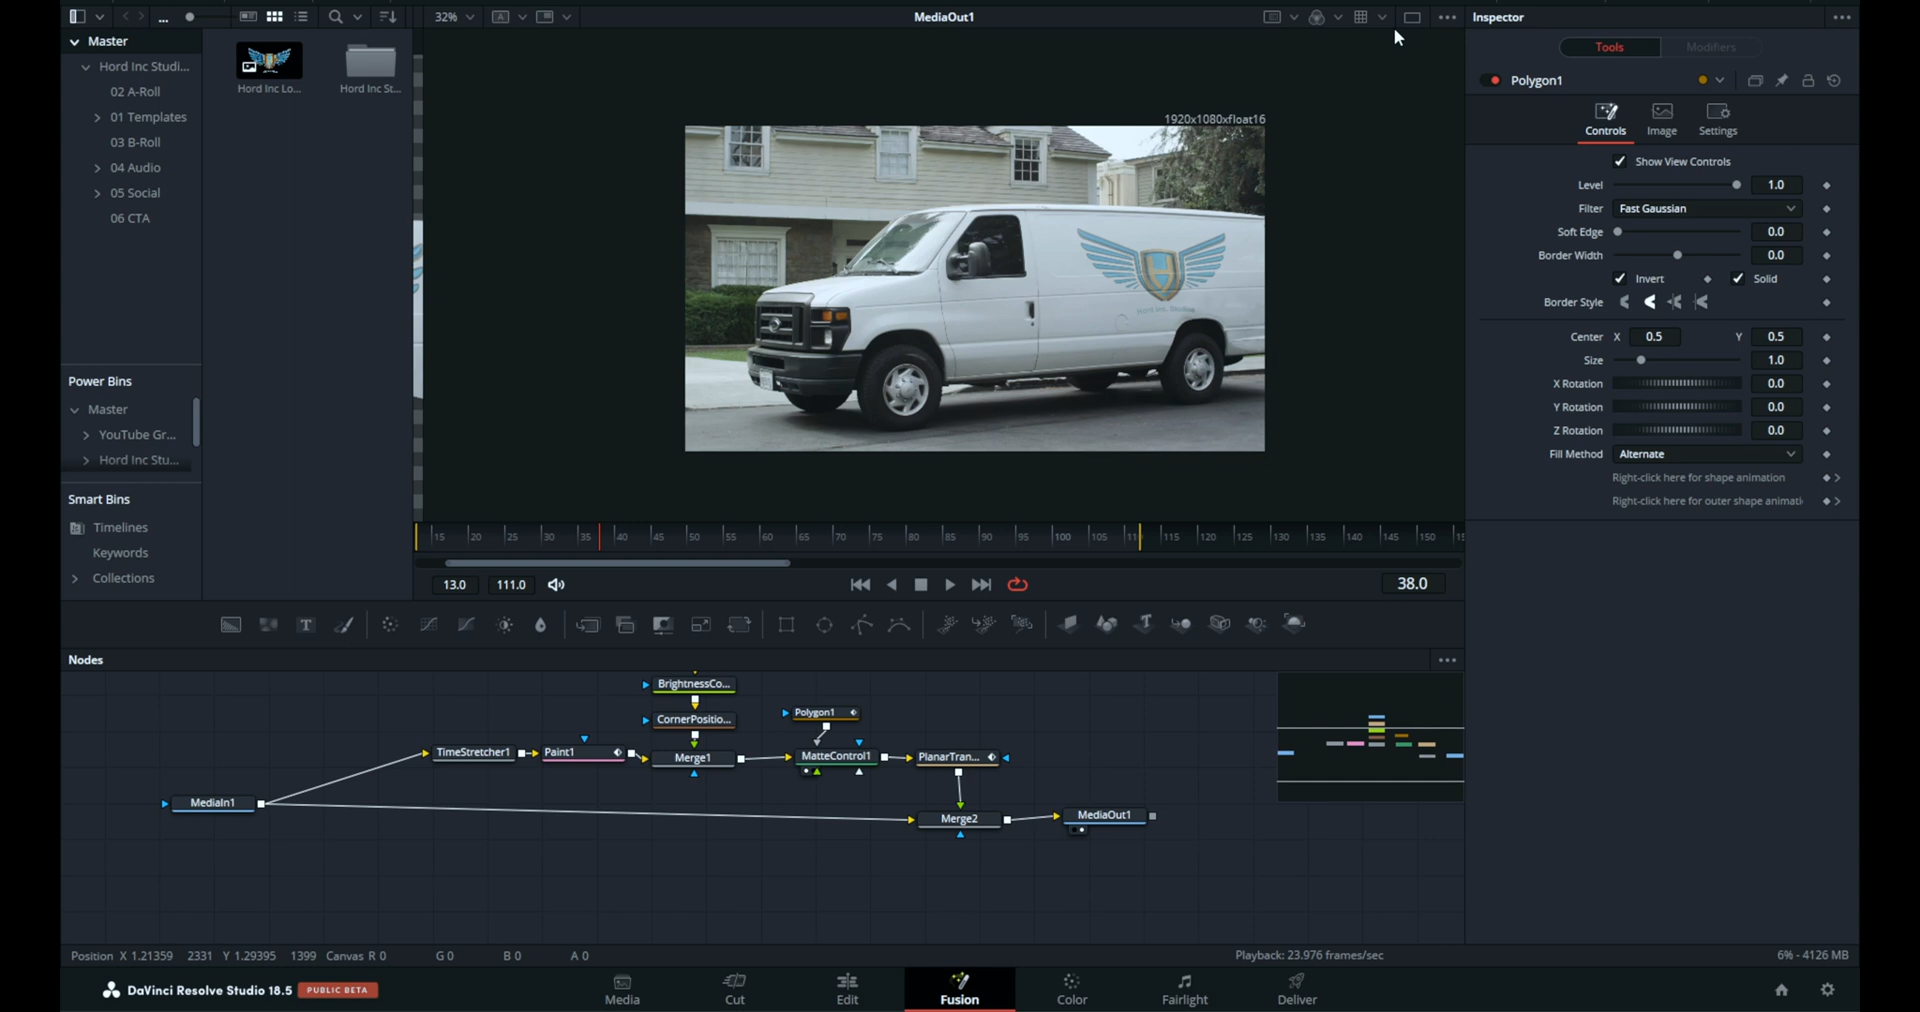 ...
32%
A
MediaOut1
Inspector
Master
Hord Inc Studi...
02 A-Roll
01 Templates
03 B-Roll
04 Audio
05 Social
06 CTA
Hord Inc Lo...
Hord Inc St...
Power Bins
Master
YouTube Gr...
Hord Inc Stu...
Smart Bins
Timelines
Keywords
Collections
1920x1080xfloat16
Hord Inc. Studios
15 20 25 30 35 40 45 50 55 60 65 70 75 80 85 90 95 100 105 110 115 120 125 130 135 140 145 150
13.0
111.0
38.0
Tools
Modifiers
Polygon1
Controls
Image
Settings
Show View Controls
Level 1.0
Filter Fast Gaussian
Soft Edge 0.0
Border Width 0.0
Invert Solid
Border Style
Center X 0.5 Y 0.5
Size 1.0
X Rotation 0.0
Y Rotation 0.0
Z Rotation 0.0
Fill Method Alternate
Right-click here for shape animation
Right-click here for outer shape animati
T
T
Nodes
BrightnessCo...
CornerPositio...
Polygon1
TimeStretcher1
Paint1
Merge1
MatteControl1
PlanarTran...
MediaIn1
Merge2
MediaOut1
Position X 1.21359 2331 Y 1.29395 1399 Canvas R 0 G 0 B 0 A 0
Playback: 23.976 frames/sec
6% - 4126 MB
DaVinci Resolve Studio 18.5
PUBLIC BETA
Media
Cut
Edit
Fusion
Color
Fairlight
Deliver